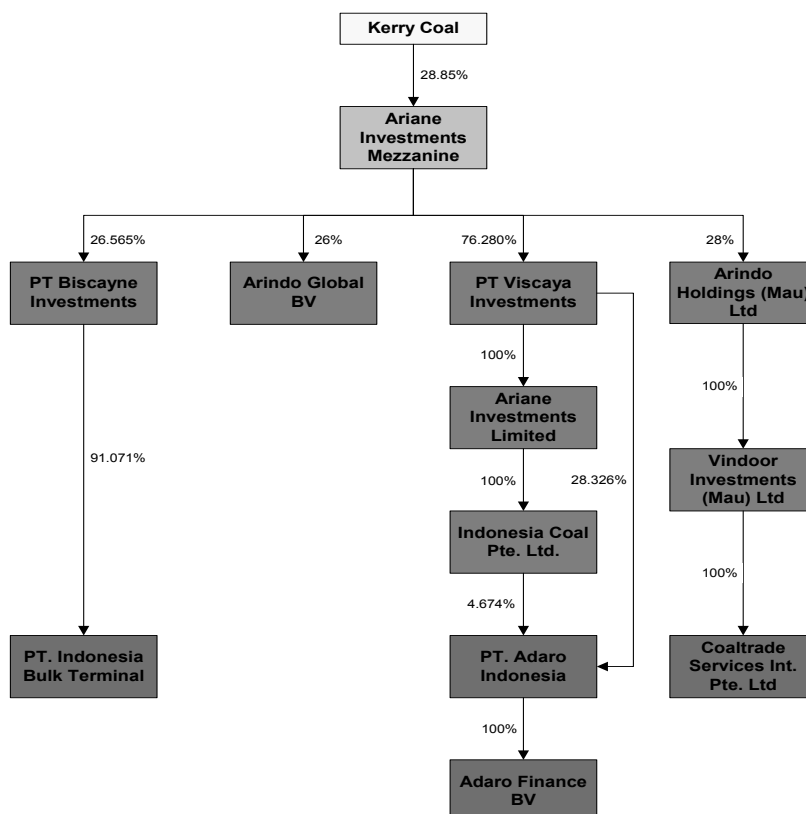 Kerry Coal
28.85%
Ariane
Investments
Mezzanine
26.565%
26%
76.280%
28%
PT Biscayne
Investments
Arindo Global
BV
PT Viscaya
Investments
Arindo
Holdings (Mau)
Ltd
100%
100%
Ariane
Investments
Limited
91.071%
100%
28.326%
Vindoor
Investments
(Mau) Ltd
Indonesia Coal
Pte. Ltd.
4.674%
100%
PT. Indonesia
Bulk Terminal
PT. Adaro
Indonesia
Coaltrade
Services Int.
Pte. Ltd
100%
Adaro Finance
BV